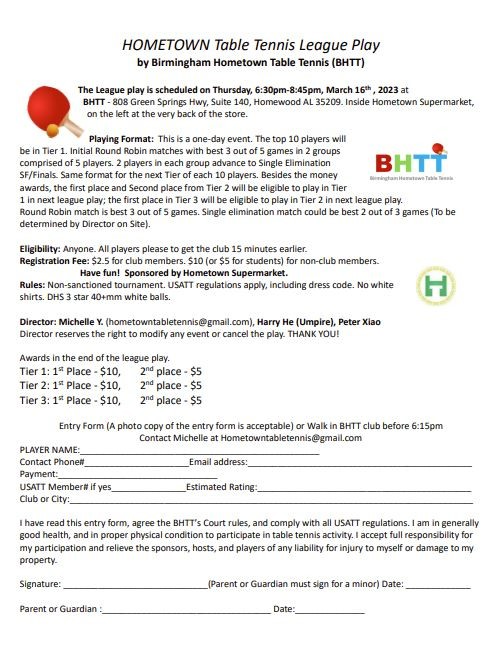 HOMETOWN Table Tennis League Play
by Birmingham Hometown Table Tennis (BHTT)
The League play is scheduled on Thursday, 6:30pm-8:45pm, March 16th , 2023 at
BHTT - 808 Green Springs Hwy, Suite 140, Homewood AL 35209. Inside Hometown Supermarket,
on the left at the very back of the store.
Playing Format: This is a one-day event. The top 10 players will
be in Tier 1. Initial Round Robin matches with best 3 out of 5 games in 2 groups
comprised of 5 players. 2 players in each group advance to Single Elimination
SF/Finals. Same format for the next Tier of each 10 players. Besides the money
awards, the first place and Second place from Tier 2 will be eligible to play in Tier
1 in next league play; the first place in Tier 3 will be eligible to play in Tier 2 in next league play.
Round Robin match is best 3 out of 5 games. Single elimination match could be best 2 out of 3 games (To be
determined by Director on Site).
BHTT
Birmingham Hometown Table Tennis
Eligibility: Anyone. All players please to get the club 15 minutes earlier.
Registration Fee: $2.5 for club members. $10 (or $5 for students) for non-club members.
Have fun! Sponsored by Hometown Supermarket.
Rules: Non-sanctioned tournament. USATT regulations apply, including dress code. No white
shirts. DHS 3 star 40+mm white balls.
H
Director: Michelle Y. (hometowntabletennis@gmail.com), Harry He (Umpire), Peter Xiao
Director reserves the right to modify any event or cancel the play. THANK YOU!
Awards in the end of the league play.
Tier 1: 1st Place - $10, 2nd place - $5
Tier 2: 1st Place - $10, 2nd place - $5
Tier 3: 1st Place - $10, 2nd place - $5
Entry Form (A photo copy of the entry form is acceptable) or Walk in BHTT club before 6:15pm
Contact Michelle at Hometowntabletennis@gmail.com
PLAYER NAME:
Contact Phone# Email address:
Payment:
USATT Member# if yes Estimated Rating:
Club or City:
I have read this entry form, agree the BHTT's Court rules, and comply with all USATT regulations. I am in generally
good health, and in proper physical condition to participate in table tennis activity. I accept full responsibility for
my participation and relieve the sponsors, hosts, and players of any liability for injury to myself or damage to my
property.
Signature: (Parent or Guardian must sign for a minor) Date:
Parent or Guardian : Date: